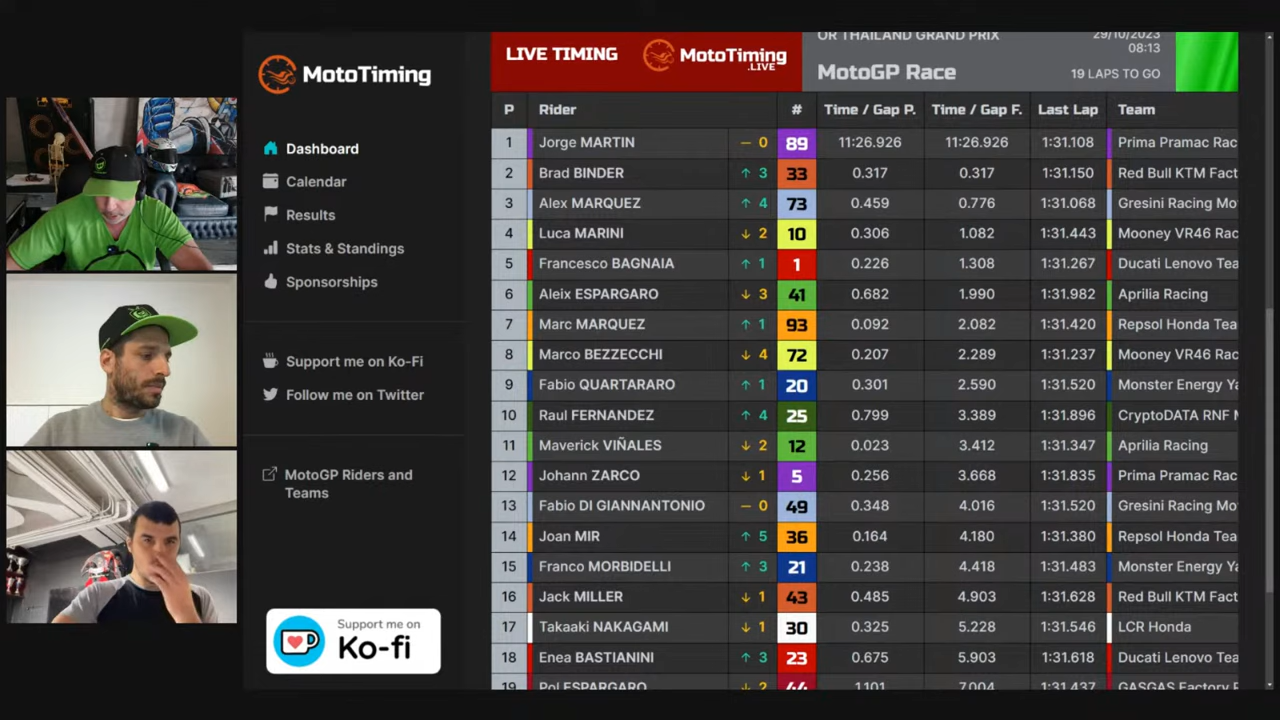 MotoTiming
Dashboard
Calendar
Results
Stats & Standings
Sponsorships
Support me on Ko-Fi
Follow me on Twitter
MotoGP Riders and
Teams
Support me on
Ko-fi
LIVE TIMING
MotoTiming
.LIVE
OR THAILAND GRAND PRIX
MotoGP Race
29/10/2023
08:13
19 LAPS TO GO
P Rider # Time / Gap P. Time / Gap F. Last Lap Team
1 Jorge MARTIN – 0 89 11:26.926 11:26.926 1:31.108 Prima Pramac Rac
2 Brad BINDER ↑ 3 33 0.317 0.317 1:31.150 Red Bull KTM Fact
3 Alex MARQUEZ ↑ 4 73 0.459 0.776 1:31.068 Gresini Racing Mo
4 Luca MARINI ↓ 2 10 0.306 1.082 1:31.443 Mooney VR46 Rac
5 Francesco BAGNAIA ↑ 1 1 0.226 1.308 1:31.267 Ducati Lenovo Tea
6 Aleix ESPARGARO ↓ 3 41 0.682 1.990 1:31.982 Aprilia Racing
7 Marc MARQUEZ ↑ 1 93 0.092 2.082 1:31.420 Repsol Honda Tea
8 Marco BEZZECCHI ↓ 4 72 0.207 2.289 1:31.237 Mooney VR46 Rac
9 Fabio QUARTARARO ↑ 1 20 0.301 2.590 1:31.520 Monster Energy Ya
10 Raul FERNANDEZ ↑ 4 25 0.799 3.389 1:31.896 CryptoDATA RNF M
11 Maverick VIÑALES ↓ 2 12 0.023 3.412 1:31.347 Aprilia Racing
12 Johann ZARCO ↓ 1 5 0.256 3.668 1:31.835 Prima Pramac Rac
13 Fabio DI GIANNANTONIO – 0 49 0.348 4.016 1:31.520 Gresini Racing Mo
14 Joan MIR ↑ 5 36 0.164 4.180 1:31.380 Repsol Honda Tea
15 Franco MORBIDELLI ↑ 3 21 0.238 4.418 1:31.483 Monster Energy Ya
16 Jack MILLER ↓ 1 43 0.485 4.903 1:31.628 Red Bull KTM Fact
17 Takaaki NAKAGAMI ↓ 1 30 0.325 5.228 1:31.546 LCR Honda
18 Enea BASTIANINI ↑ 3 23 0.675 5.903 1:31.618 Ducati Lenovo Tea
19 Pol ESPARGARO ↓ 2 44 1.101 7.004 1:31.437 GASGAS Factory